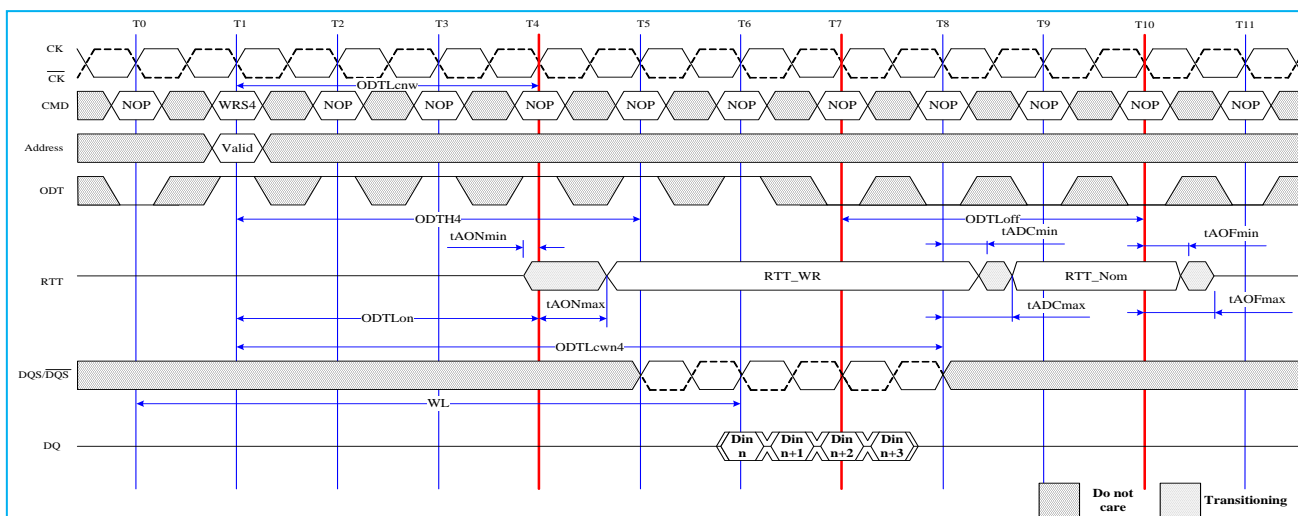 T0 T1 T2 T3 T4 T5 T6 T7 T8 T9 T10 T11
CK
CK
ODTLcnw
CMD NOP WRS4 NOP NOP NOP NOP NOP NOP NOP NOP NOP NOP
Address Valid
ODT
ODTH4 ODTLoff
tAONmin tADCmin tAOFmin
RTT RTT_WR RTT_Nom
tAONmax tADCmax tAOFmax
ODTLon
ODTLcwn4
DQS/DQS
WL
DQ Din n Din n+1 Din n+2 Din n+3
Do not care Transitioning